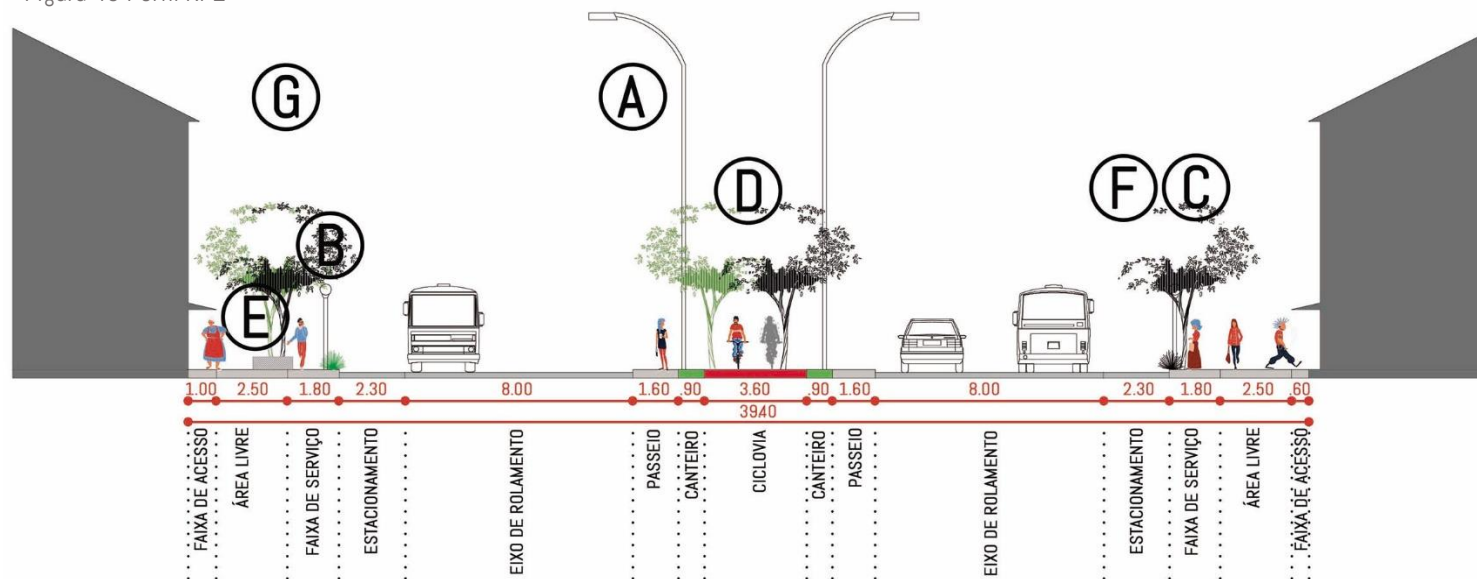 G
A
D
F
C
B
E
1.00 2.50 1.80 2.30 8.00 1.60 .90 3.60 .90 1.60 8.00 2.30 1.80 2.50 .60
39.40
FAIXA DE ACESSO
ÁREA LIVRE
FAIXA DE SERVIÇO
ESTACIONAMENTO
EIXO DE ROLAMENTO
PASSEIO
CANTEIRO
CICLOVIA
CANTEIRO
PASSEIO
EIXO DE ROLAMENTO
ESTACIONAMENTO
FAIXA DE SERVIÇO
ÁREA LIVRE
FAIXA DE ACESSO